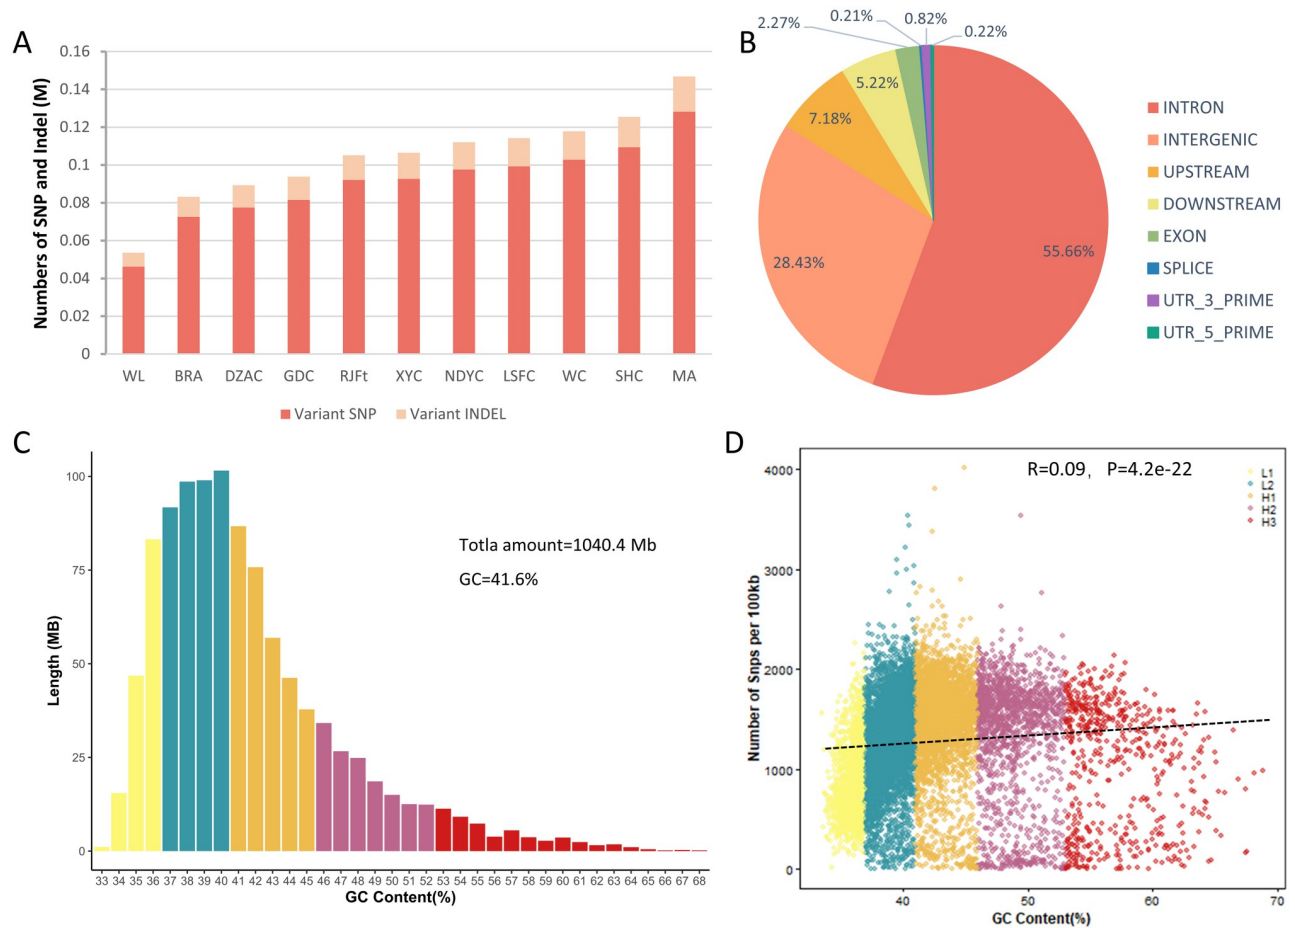 A
Numbers of SNP and Indel (M)
0.16
0.14
0.12
0.1
0.08
0.06
0.04
0.02
0
WL BRA DZAC GDC RJFt XYC NDYC LSFC WC SHC MA
Variant SNP Variant INDEL
B
2.27% 0.21% 0.82% 0.22%
5.22%
7.18%
28.43%
55.66%
INTRON
INTERGENIC
UPSTREAM
DOWNSTREAM
EXON
SPLICE
UTR_3_PRIME
UTR_5_PRIME
C
Length (MB)
100
75
50
25
0
Totla amount=1040.4 Mb
GC=41.6%
33 34 35 36 37 38 39 40 41 42 43 44 45 46 47 48 49 50 51 52 53 54 55 56 57 58 59 60 61 62 63 64 65 66 67 68
GC Content(%)
D
Number of Snps per 100kb
4000
3000
2000
1000
0
R=0.09, P=4.2e-22
L1
L2
H1
H2
H3
40 50 60 70
GC Content(%)